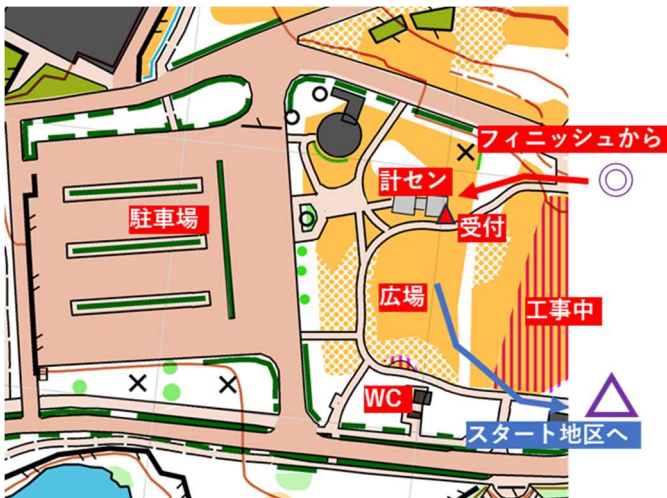 フィニッシュから
計セン
駐車場
受付
広場
工事中
WC
スタート地区へ